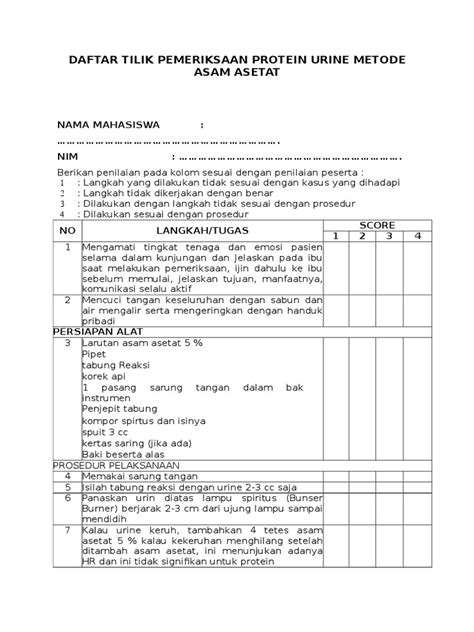 DAFTAR TILIK PEMERIKSAAN PROTEIN URINE METODE
ASAM ASETAT
NAMA MAHASISWA :
……………………………………………………………….
NIM : ……………………………………………………………….
Berikan penilaian pada kolom sesuai dengan penilaian peserta :
1 : Langkah yang dilakukan tidak sesuai dengan kasus yang dihadapi
2 : Langkah tidak dikerjakan dengan benar
3 : Dilakukan dengan langkah tidak sesuai dengan prosedur
4 : Dilakukan sesuai dengan prosedur
NO LANGKAH/TUGAS SCORE
1 2 3 4
1 Mengamati tingkat tenaga dan emosi pasien
selama dalam kunjungan dan jelaskan pada ibu
saat melakukan pemeriksaan, ijin dahulu ke ibu
sebelum memulai, jelaskan tujuan, manfaatnya,
komunikasi selalu aktif
2 Mencuci tangan keseluruhan dengan sabun dan
air mengalir serta mengeringkan dengan handuk
pribadi
PERSIAPAN ALAT
3 Larutan asam asetat 5 %
Pipet
tabung Reaksi
korek api
1 pasang sarung tangan dalam bak
instrumen
Penjepit tabung
kompor spirtus dan isinya
spuit 3 cc
kertas saring (jika ada)
Baki beserta alas
PROSEDUR PELAKSANAAN
4 Memakai sarung tangan
5 Isilah tabung reaksi dengan urine 2-3 cc saja
6 Panaskan urin diatas lampu spiritus (Bunser
Burner) berjarak 2-3 cm dari ujung lampu sampai
mendidih
7 Kalau urine keruh, tambahkan 4 tetes asam
asetat 5 % kalau kekeruhan menghilang setelah
ditambah asam asetat, ini menunjukan adanya
HR dan ini tidak signifikan untuk protein